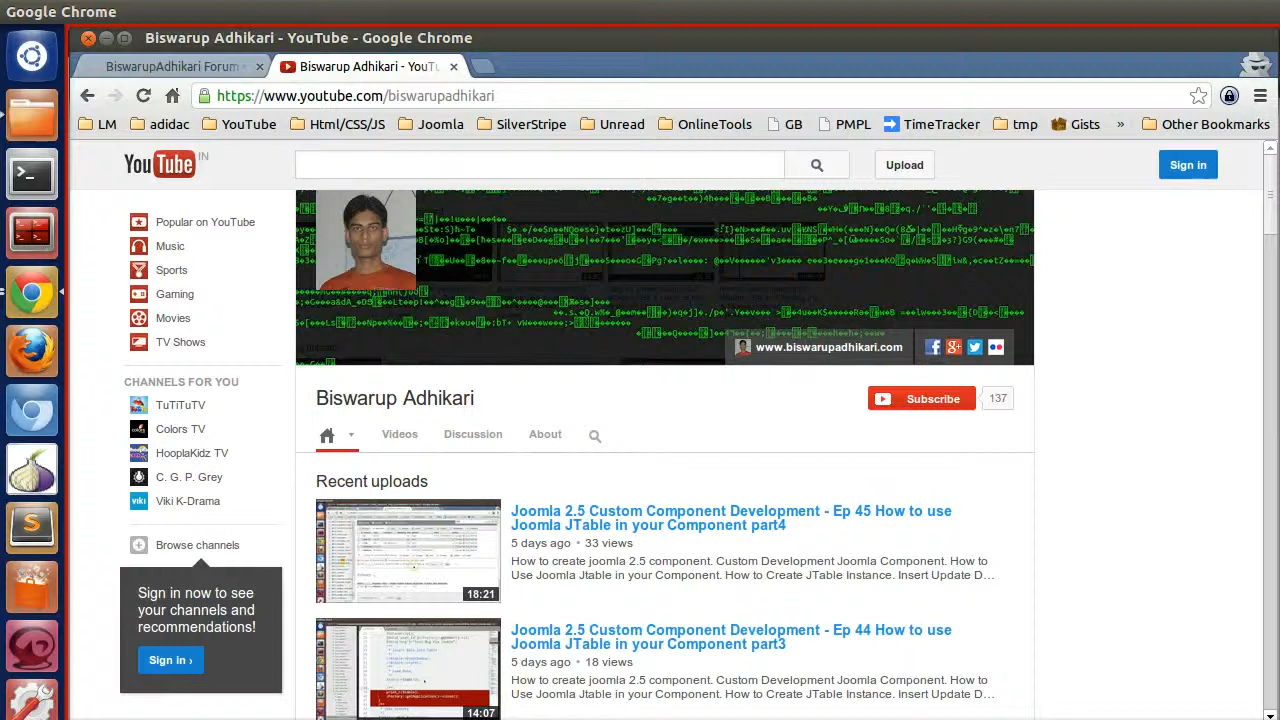 Google Chrome
Biswarup Adhikari - YouTube - Google Chrome
BiswarupAdhikari Forum
Biswarup Adhikari - YouTu
https://www.youtube.com/biswarupadhikari
LM adidac YouTube Html/CSS/JS Joomla SilverStripe Unread OnlineTools GB PMPL TimeTracker tmp Gists » Other Bookmarks
YouTube IN
Upload
Sign in
Popular on YouTube
Music
Sports
Gaming
Movies
TV Shows
CHANNELS FOR YOU
TuTiTuTV
Colors TV
HooplaKidz TV
C. G. P. Grey
Viki K-Drama
Browse channels
Sign in now to see
your channels and
recommendations!
www.biswarupadhikari.com
Biswarup Adhikari
Subscribe 137
Videos Discussion About
Recent uploads
18:21
Joomla 2.5 Custom Component Development - Ep 45 How to use
Joomla JTable in your Component part4
days ago • 33 views
How to create joomla 2.5 component. Custom Development Joomla Component. How to
Use Joomla Jtable in your Component. How to Create JTable Instance. Insert Update D...
14:07
Joomla 2.5 Custom Component Development - Ep 44 How to use
Joomla JTable in your Component part3
days ago • 18 views
How to create joomla 2.5 component. Custom Development Joomla Component. How to
Use Joomla Jtable in your Component. How to Create JTable Instance. Insert Update D...